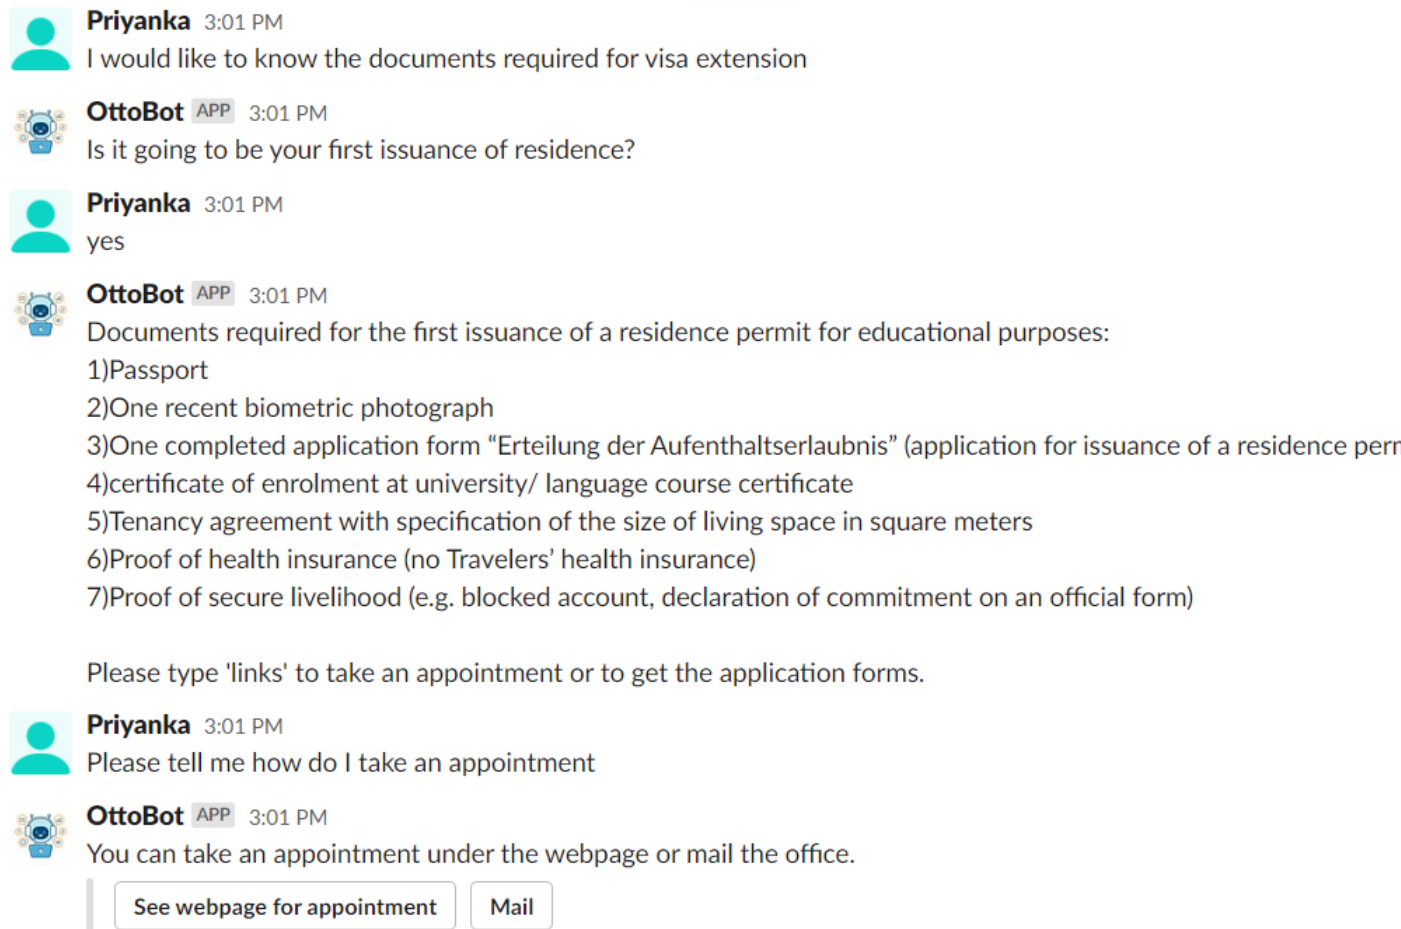 Priyanka 3:01 PM
I would like to know the documents required for visa extension
OttoBot APP 3:01 PM
Is it going to be your first issuance of residence?
Priyanka 3:01 PM
yes
OttoBot APP 3:01 PM
Documents required for the first issuance of a residence permit for educational purposes:
1)Passport
2)One recent biometric photograph
3)One completed application form “Erteilung der Aufenthaltserlaubnis” (application for issuance of a residence
4)certificate of enrolment at university/ language course certificate
5)Tenancy agreement with specification of the size of living space in square meters
6)Proof of health insurance (no Travelers’ health insurance)
7)Proof of secure livelihood (e.g. blocked account, declaration of commitment on an official form)
Please type 'links' to take an appointment or to get the application forms.
Priyanka 3:01 PM
Please tell me how do I take an appointment
OttoBot APP 3:01 PM
You can take an appointment under the webpage or mail the office.
See webpage for appointment Mail